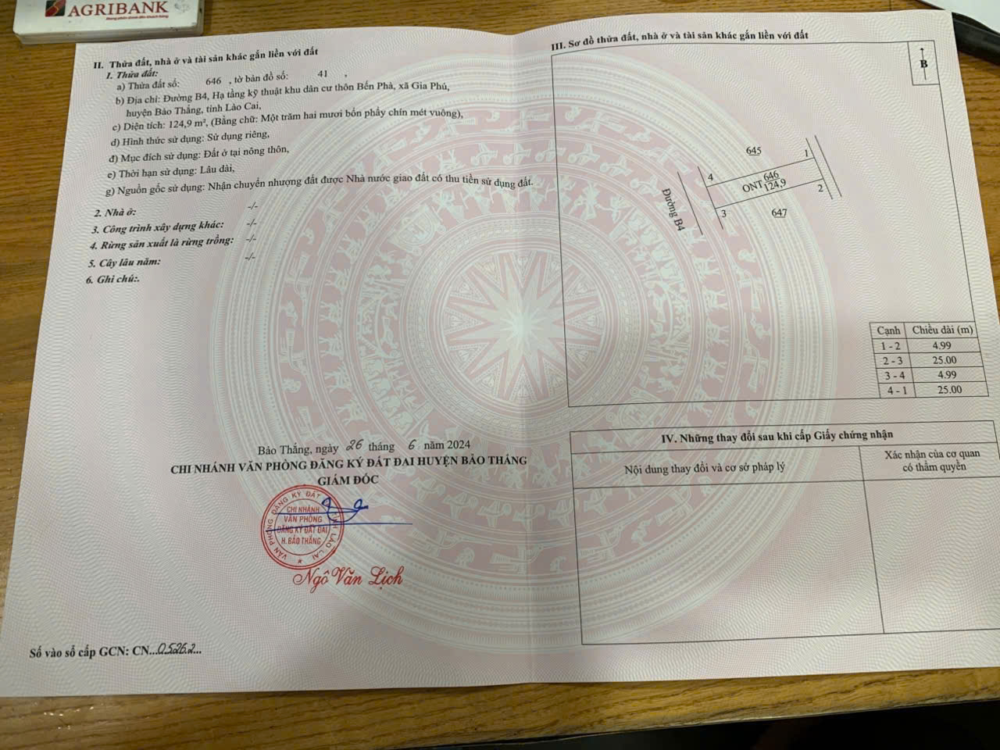 AGRIBANK
II. Thửa đất, nhà ở và tài sản khác gắn liền với đất
1. Thửa đất:
a) Thửa đất số: 646 , tờ bản đồ số: 41 ,
b) Địa chỉ: Đường B4, Hạ tầng kỹ thuật khu dân cư thôn Bến Phà, xã Gia Phú,
huyện Bảo Thắng, tỉnh Lào Cai,
c) Diện tích: 124,9 m², (Bằng chữ: Một trăm hai mươi bốn phẩy chín mét vuông),
d) Hình thức sử dụng: Sử dụng riêng,
đ) Mục đích sử dụng: Đất ở tại nông thôn,
e) Thời hạn sử dụng: Lâu dài,
g) Nguồn gốc sử dụng: Nhận chuyển nhượng đất được Nhà nước giao đất có thu tiền sử dụng đất.
2. Nhà ở: -/-
3. Công trình xây dựng khác: -/-
4. Rừng sản xuất là rừng trồng: -/-
5. Cây lâu năm: -/-
6. Ghi chú:.
Bảo Thắng, ngày 26 tháng 6 năm 2024
CHI NHÁNH VĂN PHÒNG ĐĂNG KÝ ĐẤT ĐAI HUYỆN BẢO THẮNG
GIÁM ĐỐC
VĂN PHÒNG ĐĂNG KÝ ĐẤT ĐAI TỈNH LÀO CAI
CHI NHÁNH
VĂN PHÒNG
ĐĂNG KÝ ĐẤT ĐAI
H. BẢO THẮNG
Ngô Văn Lịch
Số vào sổ cấp GCN: CN...05262...
III. Sơ đồ thửa đất, nhà ở và tài sản khác gắn liền với đất
B
645
1
4
ONT 646
124,9
2
3
647
Đường B4
Cạnh Chiều dài (m)
1 - 2 4.99
2 - 3 25.00
3 - 4 4.99
4 - 1 25.00
IV. Những thay đổi sau khi cấp Giấy chứng nhận
Nội dung thay đổi và cơ sở pháp lý
Xác nhận của cơ quan
có thẩm quyền